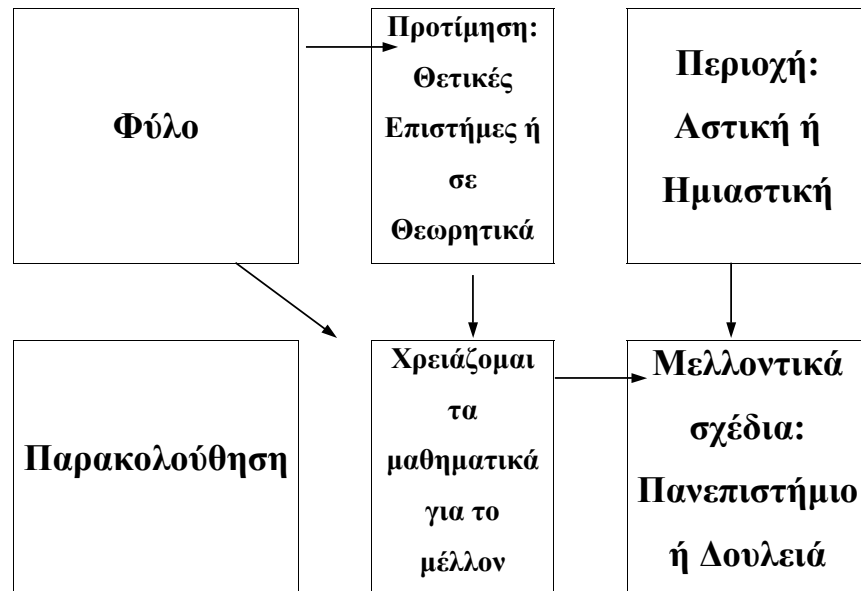 Φύλο
Προτίμηση:
Θετικές
Επιστήμες ή
σε
Θεωρητικά
Περιοχή:
Αστική ή
Ημιαστική
Παρακολούθηση
Χρειάζομαι
τα
μαθηματικά
για το
μέλλον
Μελλοντικά
σχέδια:
Πανεπιστήμιο
ή Δουλειά